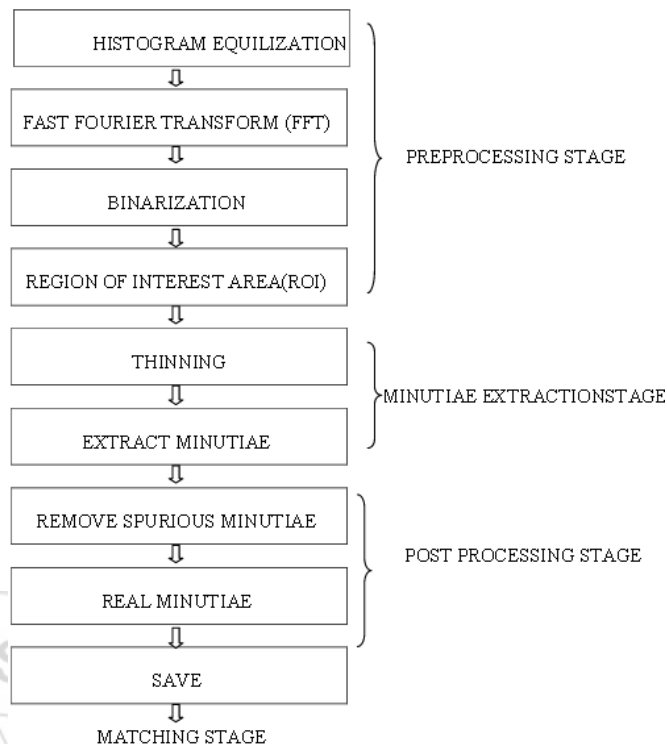 HISTOGRAM EQUILIZATION
FAST FOURIER TRANSFORM (FFT)
PREPROCESSING STAGE
BINARIZATION
REGION OF INTEREST AREA(ROI)
THINNING
MINUTIAE EXTRACTIONSTAGE
EXTRACT MINUTIAE
REMOVE SPURIOUS MINUTIAE
POST PROCESSING STAGE
REAL MINUTIAE
SAVE
MATCHING STAGE